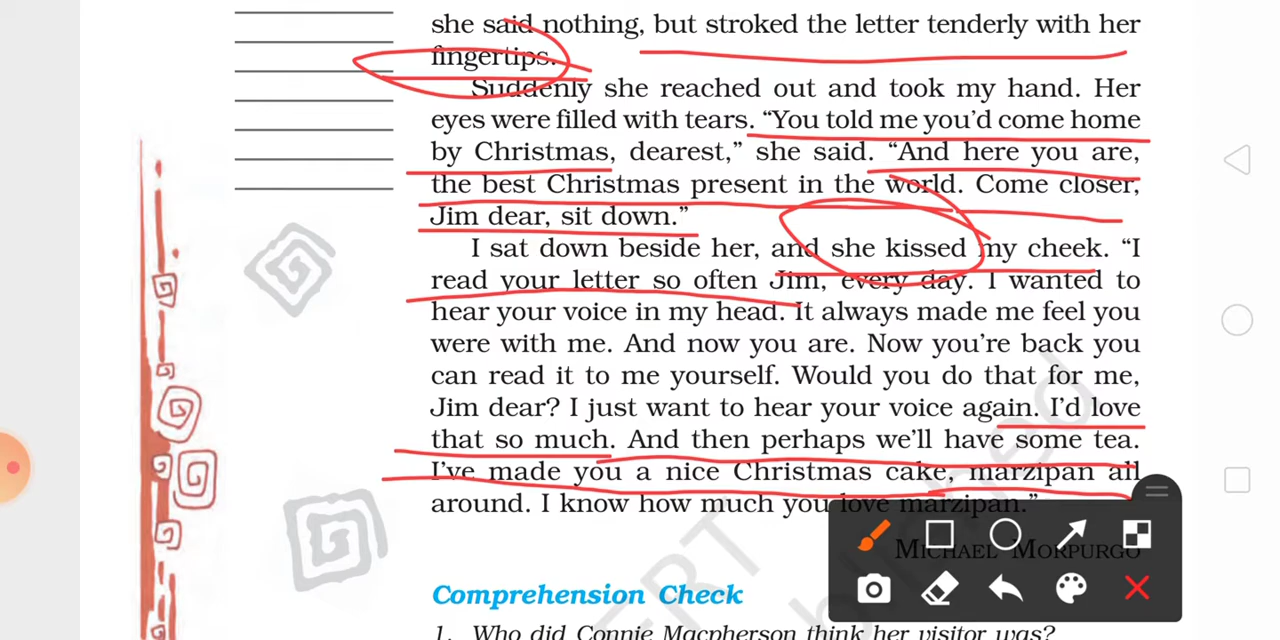 she said nothing, but stroked the letter tenderly with her
fingertips.
Suddenly she reached out and took my hand. Her
eyes were filled with tears. “You told me you’d come home
by Christmas, dearest,” she said. “And here you are,
the best Christmas present in the world. Come closer,
Jim dear, sit down.”
I sat down beside her, and she kissed my cheek. “I
read your letter so often Jim, every day. I wanted to
hear your voice in my head. It always made me feel you
were with me. And now you are. Now you’re back you
can read it to me yourself. Would you do that for me,
Jim dear? I just want to hear your voice again. I’d love
that so much. And then perhaps we’ll have some tea.
I’ve made you a nice Christmas cake, marzipan all
around. I know how much you love marzipan.”
MICHAEL MORPURGO
Comprehension Check
1. Who did Connie Macpherson think her visitor was?